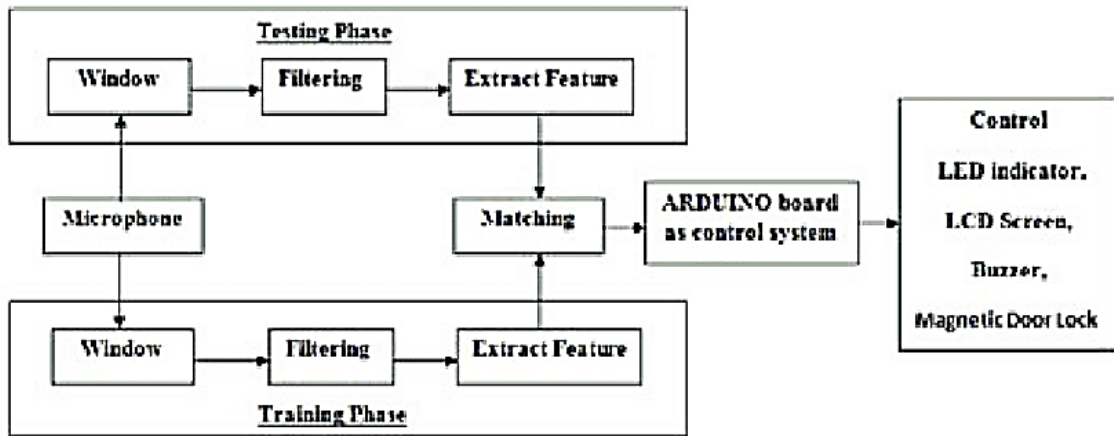 Testing Phase
Window
Filtering
Extract Feature
Microphone
Matching
ARDUINO board
as control system
Control
LED indicator,
LCD Screen,
Buzzer,
Magnetic Door Lock
Window
Filtering
Extract Feature
Training Phase